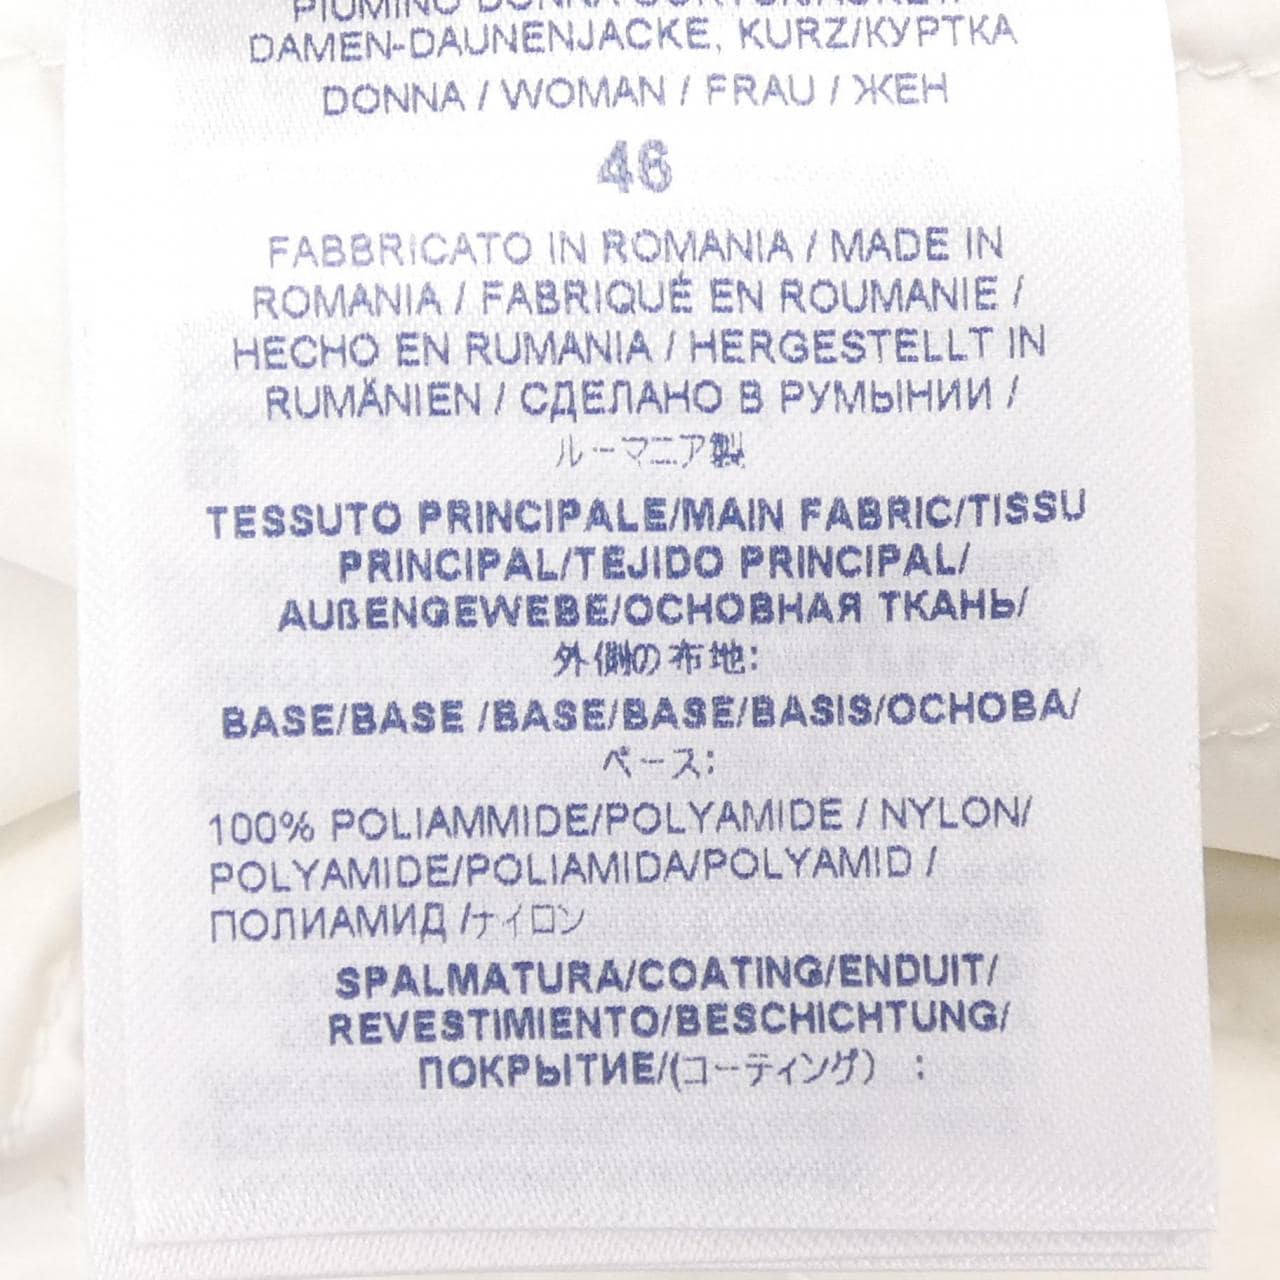 PIUMINO DONNA
DAMEN-DAUNENJACKE, KURZ/КУРТКА
DONNA / WOMAN / FRAU / ЖЕН
46
FABBRICATO IN ROMANIA / MADE IN
ROMANIA / FABRIQUÉ EN ROUMANIE /
HECHO EN RUMANIA / HERGESTELLT IN
RUMÄNIEN / СДЕЛАНО В РУМЫНИИ /
ルーマニア製
TESSUTO PRINCIPALE/MAIN FABRIC/TISSU
PRINCIPAL/TEJIDO PRINCIPAL/
AUßENGEWEBE/ОСНОВНАЯ ТКАНЬ/
外側の布地:
BASE/BASE /BASE/BASE/BASIS/ОСНОВА/
ベース:
100% POLIAMMIDE/POLYAMIDE / NYLON/
POLYAMIDE/POLIAMIDA/POLYAMID /
ПОЛИАМИД /ナイロン
SPALMATURA/COATING/ENDUIT/
REVESTIMIENTO/BESCHICHTUNG/
ПОКРЫТИЕ/(コーティング) :